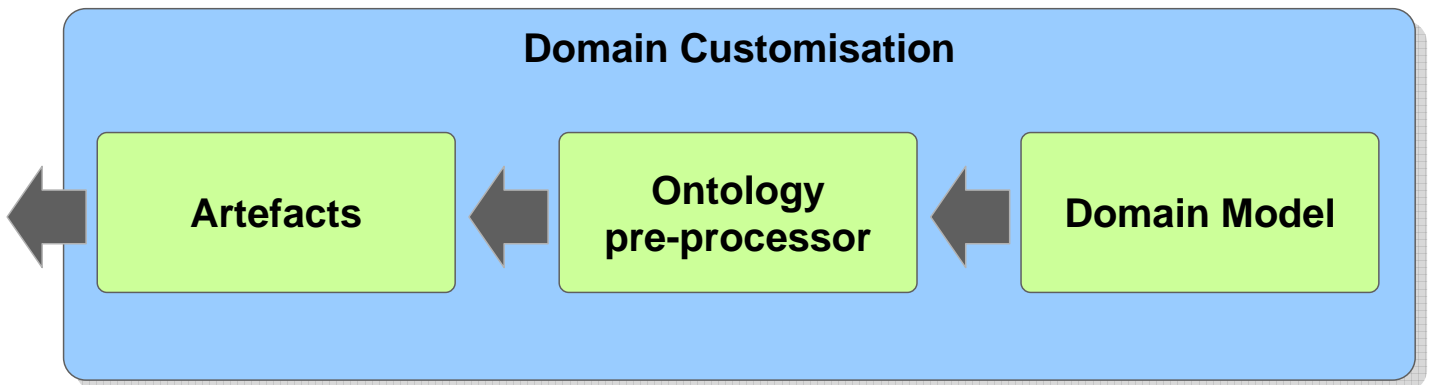 Domain Customisation
Artefacts
Ontology
pre-processor
Domain Model